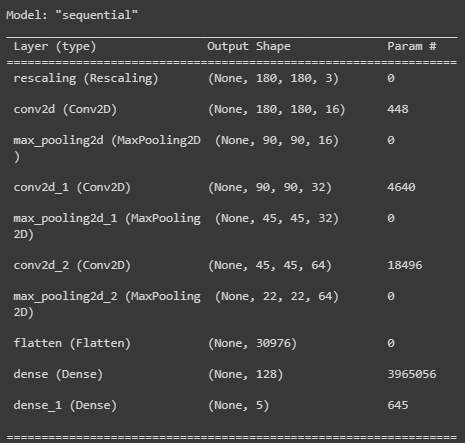 Model: "sequential"
_________________________________________________________________
Layer (type) Output Shape Param #
=================================================================
rescaling (Rescaling) (None, 180, 180, 3) 0
conv2d (Conv2D) (None, 180, 180, 16) 448
max_pooling2d (MaxPooling2D (None, 90, 90, 16) 0
)
conv2d_1 (Conv2D) (None, 90, 90, 32) 4640
max_pooling2d_1 (MaxPooling (None, 45, 45, 32) 0
2D)
conv2d_2 (Conv2D) (None, 45, 45, 64) 18496
max_pooling2d_2 (MaxPooling (None, 22, 22, 64) 0
2D)
flatten (Flatten) (None, 30976) 0
dense (Dense) (None, 128) 3965056
dense_1 (Dense) (None, 5) 645
=================================================================